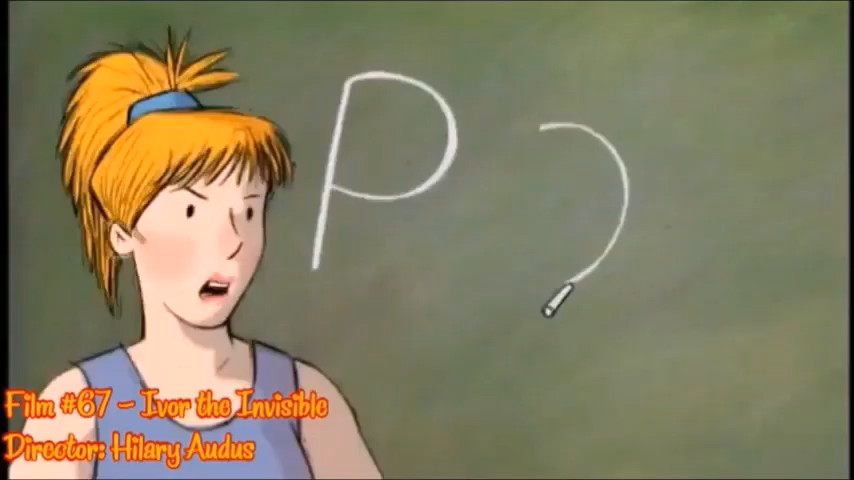 P
Film #67 – Ivor the Invisible
Director: Hilary Audus